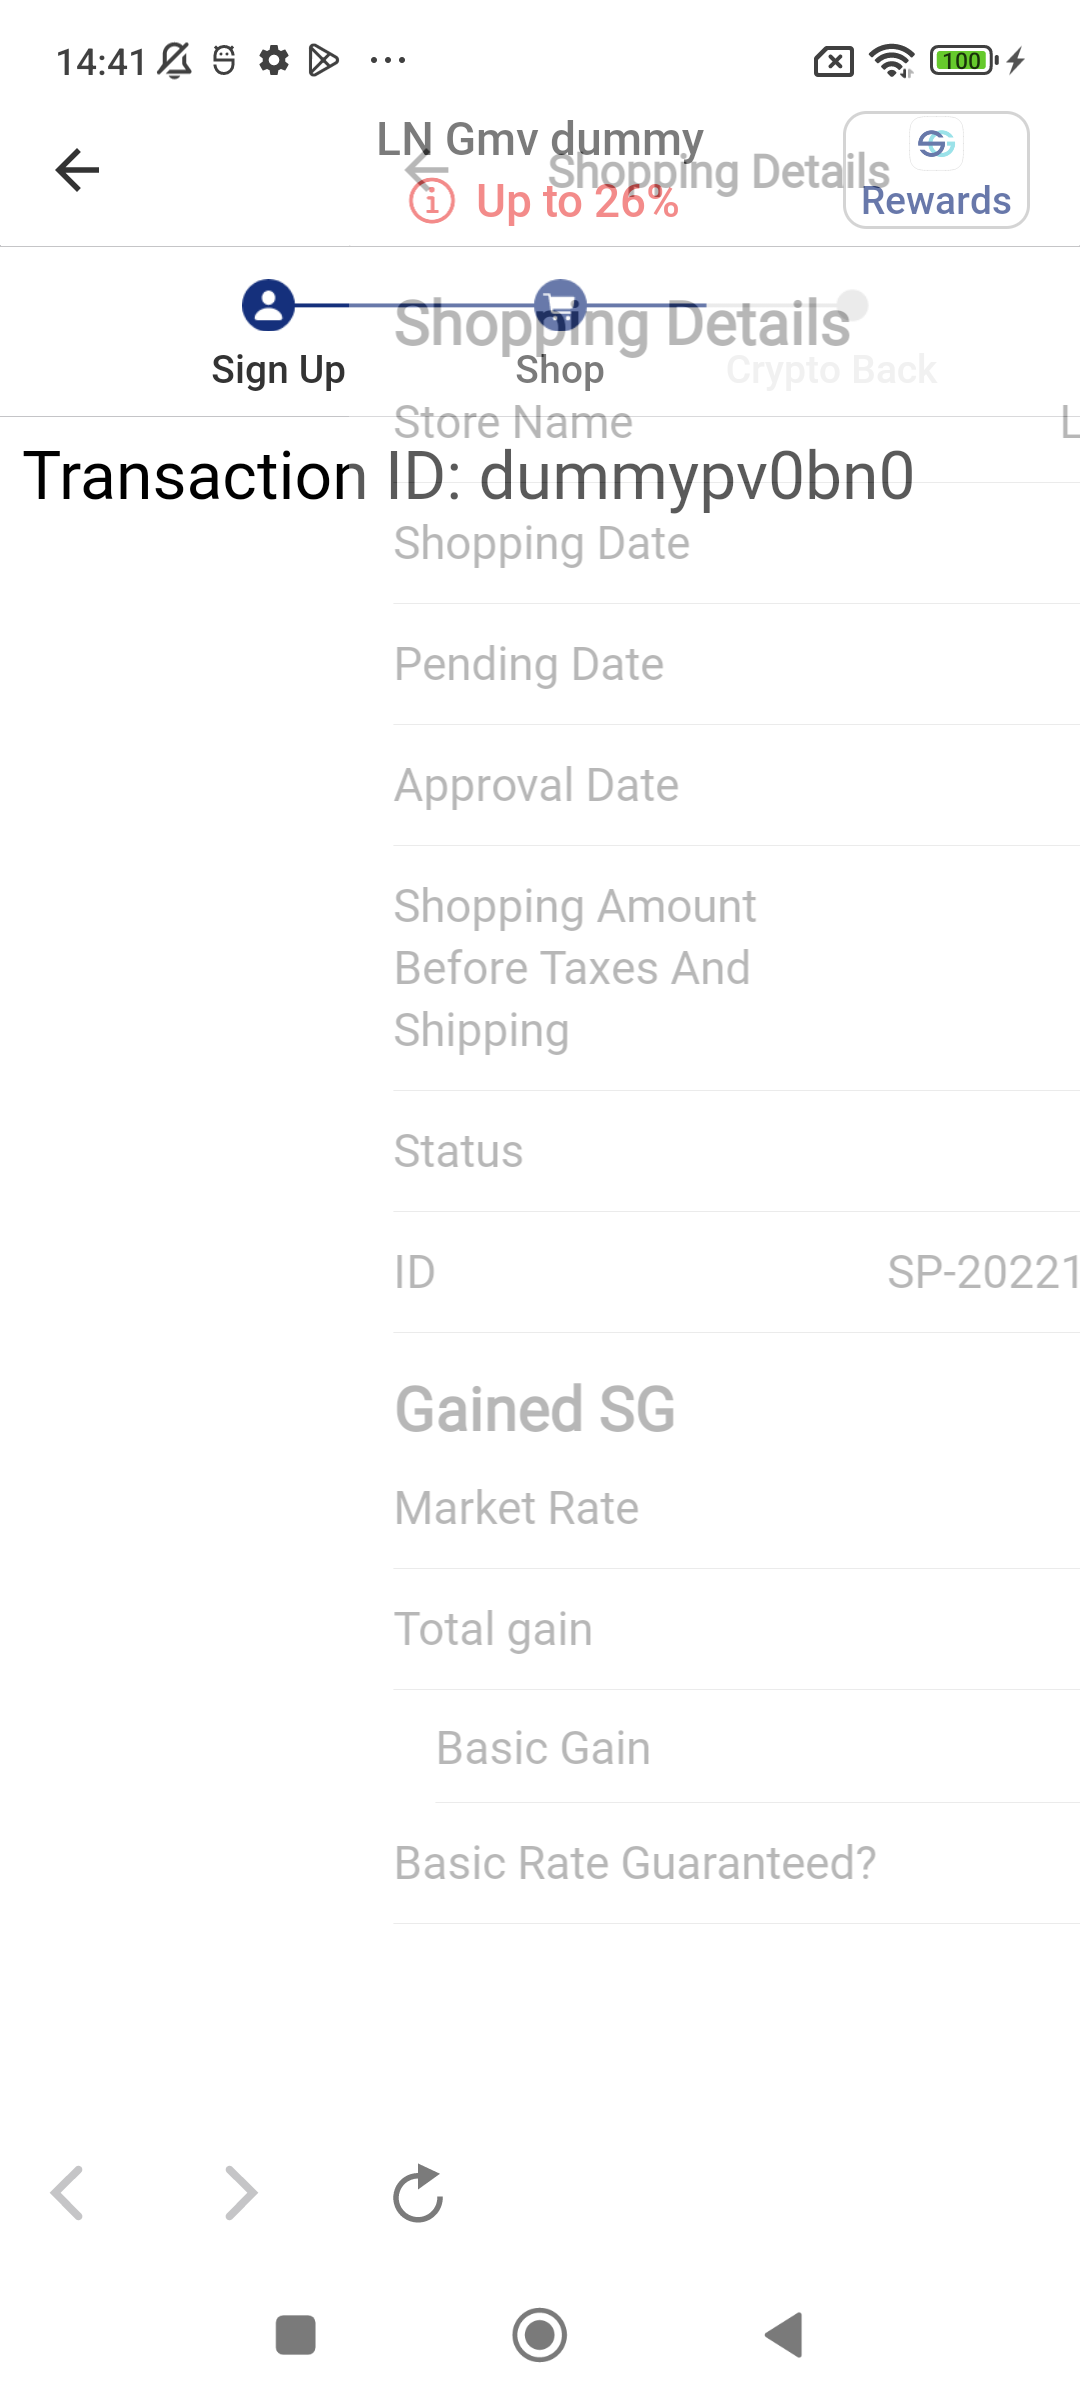 14:41
100
LN Gmv dummy
Shopping Details
Up to 26%
Rewards
Shopping Details
Sign Up
Shop
Crypto Back
Store Name
L
Transaction ID: dummypv0bn0
Shopping Date
Pending Date
Approval Date
Shopping Amount
Before Taxes And
Shipping
Status
ID
SP-20221
Gained SG
Market Rate
Total gain
Basic Gain
Basic Rate Guaranteed?